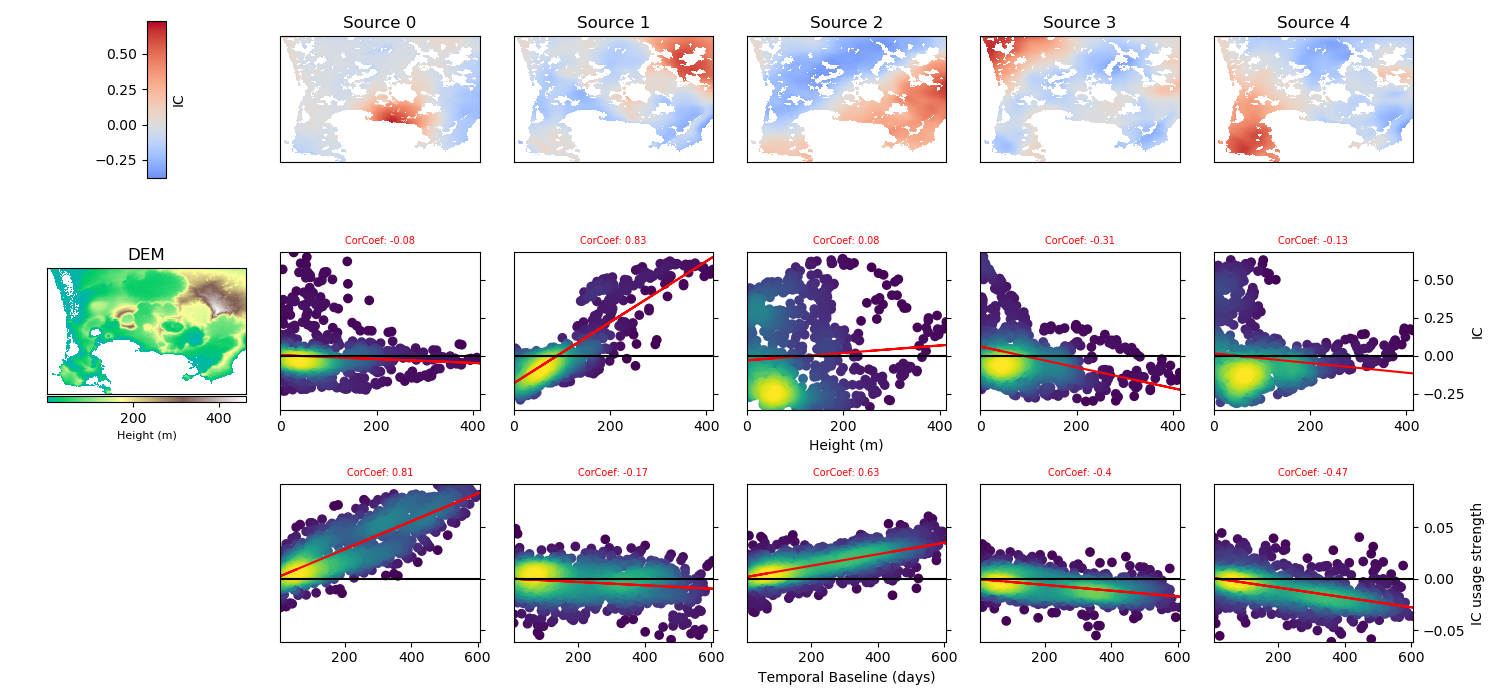 Source 0 Source 1 Source 2 Source 3 Source 4
0.50
0.25
0.00
−0.25
IC
CorCoef: -0.08 CorCoef: 0.83 CorCoef: 0.08 CorCoef: -0.31 CorCoef: -0.13
DEM
200 400
Height (m)
0.50
0.25
0.00
−0.25
IC
0 200 400 0 200 400 0 200 400 0 200 400 0 200 400
Height (m)
CorCoef: 0.81 CorCoef: -0.17 CorCoef: 0.63 CorCoef: -0.4 CorCoef: -0.47
0.05
0.00
−0.05
IC usage strength
200 400 600 200 400 600 200 400 600 200 400 600 200 400 600
Temporal Baseline (days)